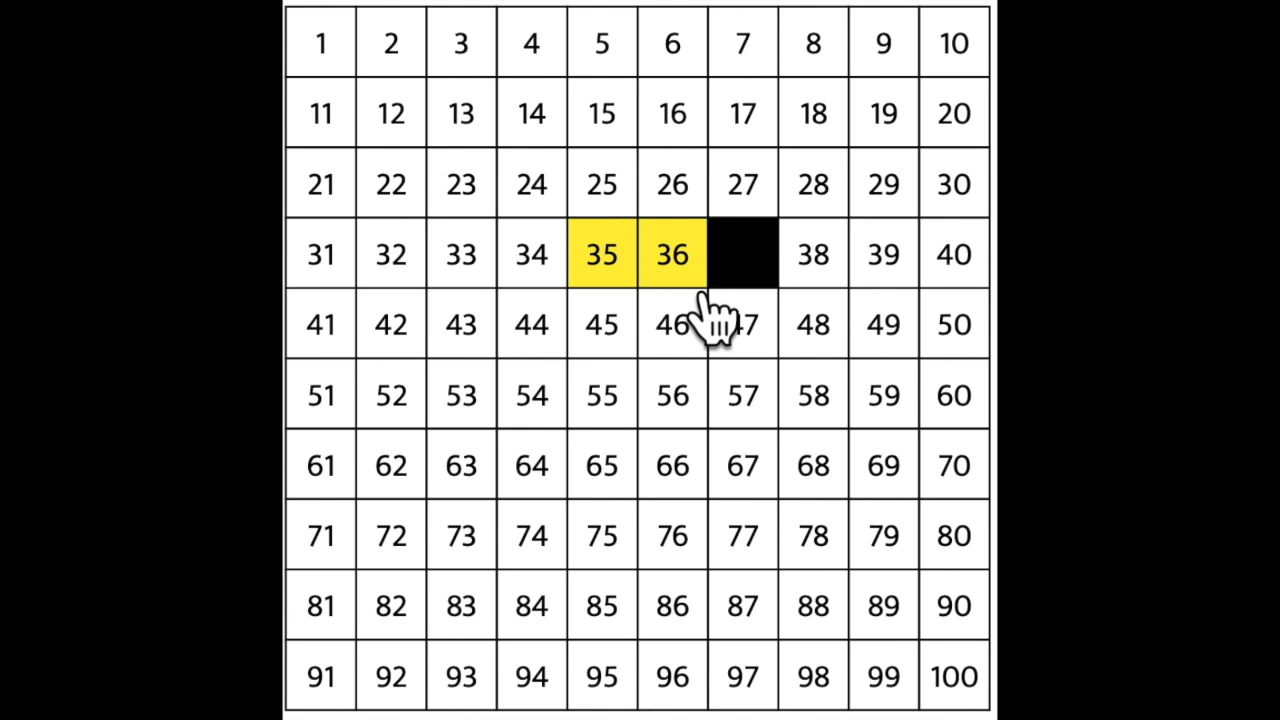 1 2 3 4 5 6 7 8 9 10
11 12 13 14 15 16 17 18 19 20
21 22 23 24 25 26 27 28 29 30
31 32 33 34 35 36 38 39 40
41 42 43 44 45 46 47 48 49 50
51 52 53 54 55 56 57 58 59 60
61 62 63 64 65 66 67 68 69 70
71 72 73 74 75 76 77 78 79 80
81 82 83 84 85 86 87 88 89 90
91 92 93 94 95 96 97 98 99 100